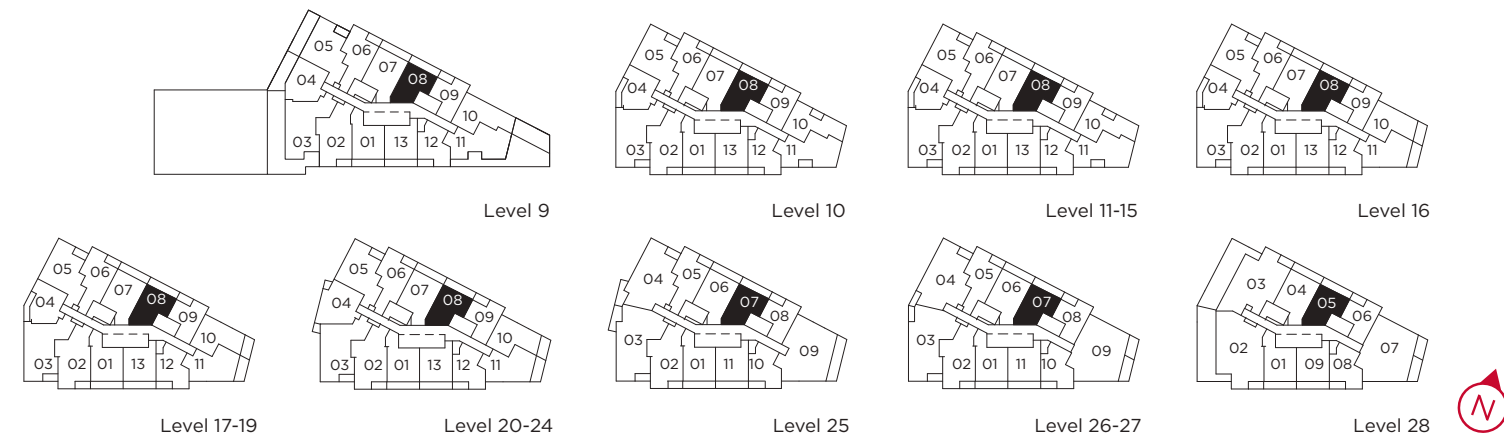 05 06 07 08 09 10 04 03 02 01 13 12 11
Level 9
05 06 07 08 09 10 04 03 02 01 13 12 11
Level 10
05 06 07 08 09 10 04 03 02 01 13 12 11
Level 11-15
05 06 07 08 09 10 04 03 02 01 13 12 11
Level 16
05 06 07 08 09 10 04 03 02 01 13 12 11
Level 17-19
05 06 07 08 09 10 04 03 02 01 13 12 11
Level 20-24
04 05 06 07 08 09 03 02 01 11 10
Level 25
04 05 06 07 08 09 03 02 01 11 10
Level 26-27
03 04 05 06 07 02 01 09 08
Level 28
N